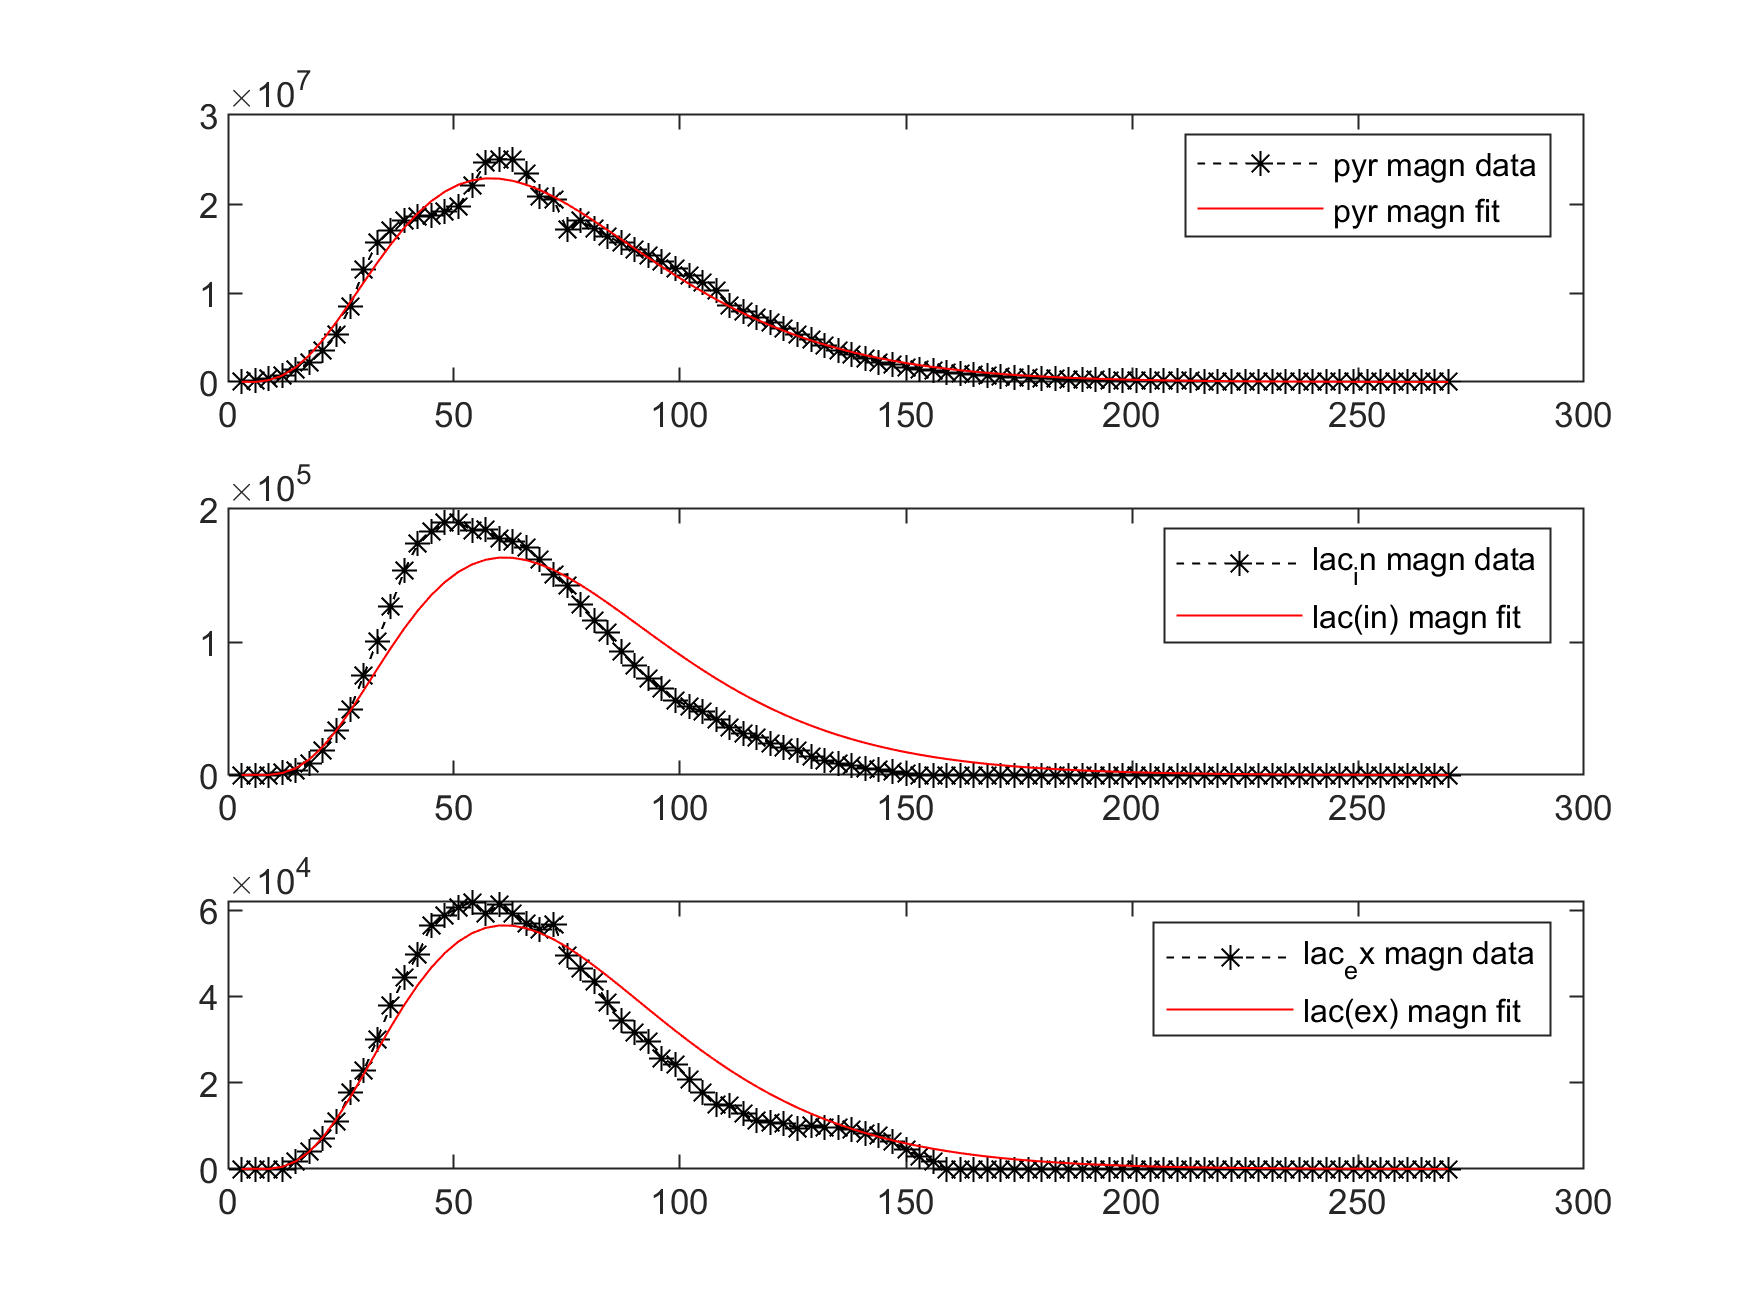 ×10^7
3
2
1
0
0 50 100 150 200 250 300
pyr magn data
pyr magn fit
×10^5
2
1
0
0 50 100 150 200 250 300
lac_in magn data
lac(in) magn fit
×10^4
6
4
2
0
0 50 100 150 200 250 300
lac_ex magn data
lac(ex) magn fit